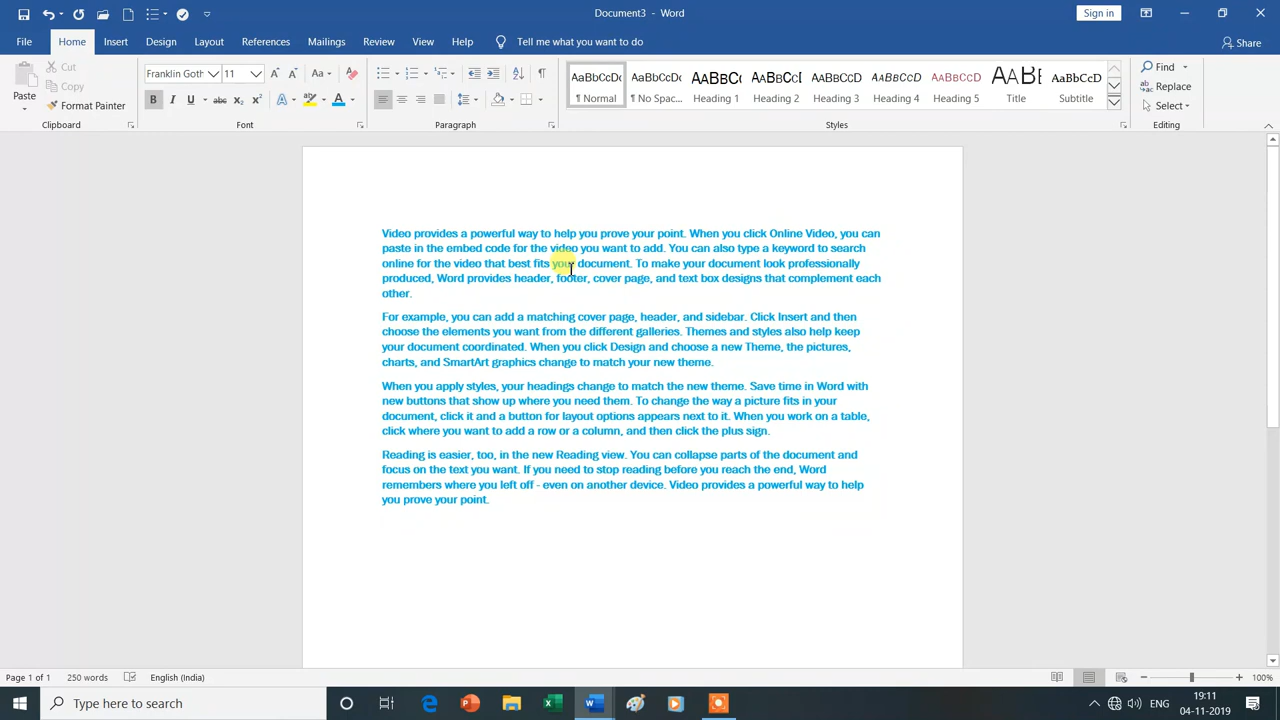 Document3 - Word
Sign in
File Home Insert Design Layout References Mailings Review View Help Tell me what you want to do Share
Paste Cut Copy Format Painter
Franklin Goth 11
AaBbCcDc AaBbCcDc AaBbC( AaBbCcI AaBbCcD AaBbCcD AaBbCcD AaBl AaBbCcD
¶ Normal ¶ No Spac... Heading 1 Heading 2 Heading 3 Heading 4 Heading 5 Title Subtitle
Find
Replace
Select
Clipboard Font Paragraph Styles Editing
Video provides a powerful way to help you prove your point. When you click Online Video, you can
paste in the embed code for the video you want to add. You can also type a keyword to search
online for the video that best fits your document. To make your document look professionally
produced, Word provides header, footer, cover page, and text box designs that complement each
other.
For example, you can add a matching cover page, header, and sidebar. Click Insert and then
choose the elements you want from the different galleries. Themes and styles also help keep
your document coordinated. When you click Design and choose a new Theme, the pictures,
charts, and SmartArt graphics change to match your new theme.
When you apply styles, your headings change to match the new theme. Save time in Word with
new buttons that show up where you need them. To change the way a picture fits in your
document, click it and a button for layout options appears next to it. When you work on a table,
click where you want to add a row or a column, and then click the plus sign.
Reading is easier, too, in the new Reading view. You can collapse parts of the document and
focus on the text you want. If you need to stop reading before you reach the end, Word
remembers where you left off - even on another device. Video provides a powerful way to help
you prove your point.
Page 1 of 1 250 words English (India) 100%
Type here to search
ENG
19:11
04-11-2019